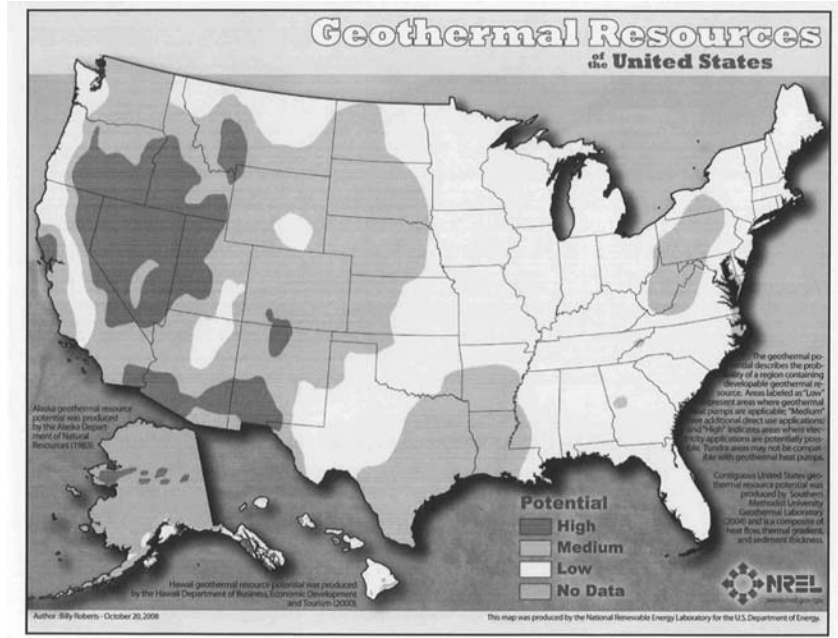 Geothermal Resources
of the United States
The geothermal po-
tential describes the prob-
ability of a region containing
developable geothermal re-
source. Areas labeled as "Low"
represent areas where geothermal
heat pumps are applicable; "Medium"
have additional direct use applications;
and "High" indicates areas where elec-
tricity applications are potentially poss-
ible. Tundra areas may not be compat-
ible with geothermal heat pumps.
Contiguous United States geo-
thermal resource potential was
produced by Southern
Methodist University
Geothermal Laboratory
(2004) and is a composite of
heat flow, thermal gradient,
and sediment thickness.
Alaska geothermal resource
potential was produced
by the Alaska Depart-
ment of Natural
Resources (1983).
Potential
High
Medium
Low
No Data
Hawaii geothermal resource potential was produced
by the Hawaii Department of Business, Economic Development
and Tourism (2000).
NREL
Author: Billy Roberts - October 20, 2008
This map was produced by the National Renewable Energy Laboratory for the U.S. Department of Energy.